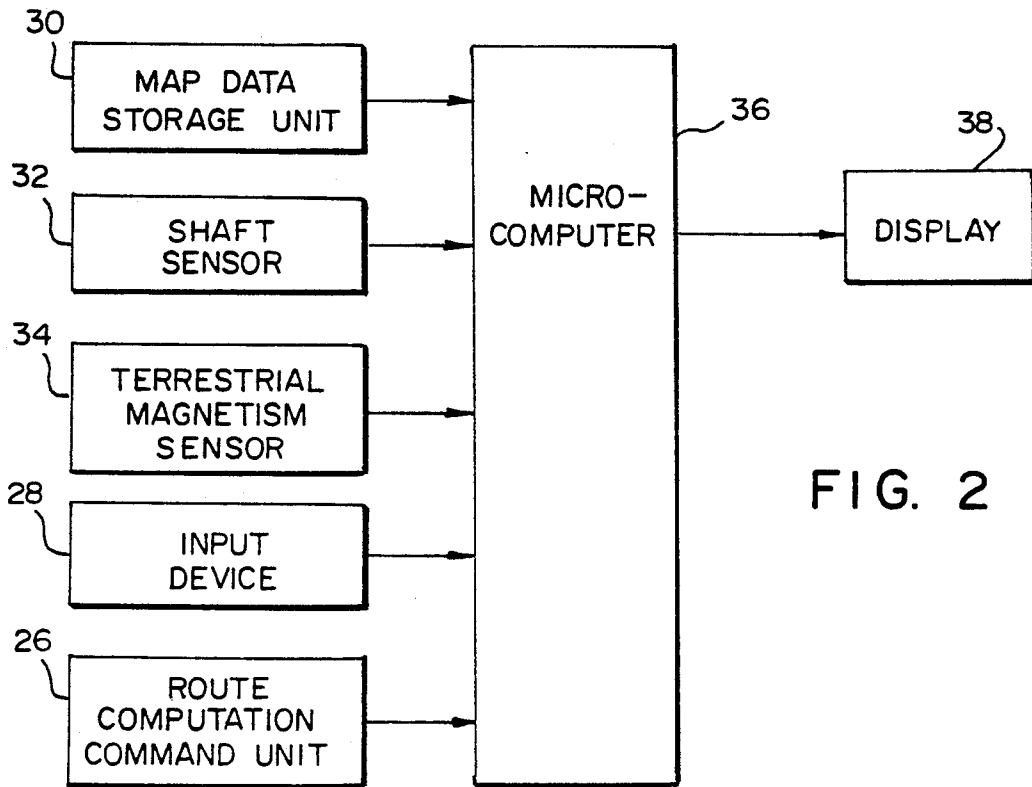 30
MAP DATA
STORAGE UNIT
32
SHAFT
SENSOR
34
TERRESTRIAL
MAGNETISM
SENSOR
28
INPUT
DEVICE
26
ROUTE
COMPUTATION
COMMAND UNIT
36
MICRO-
COMPUTER
38
DISPLAY
FIG. 2